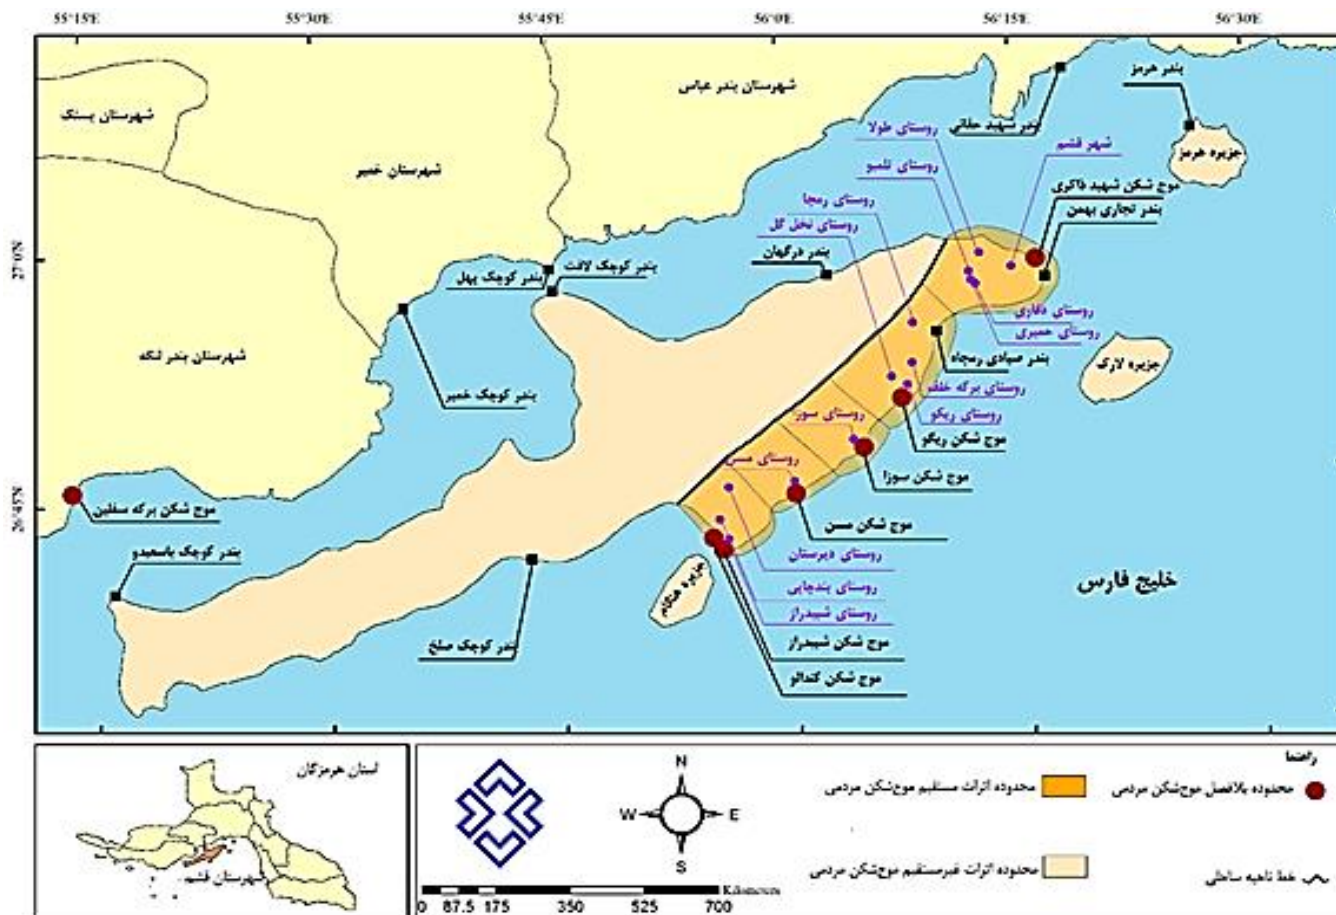 55°15'E
55°30'E
55°45'E
56°0'E
56°15'E
56°30'E
27°0'N
26°45'N
شهرستان بستک
شهرستان خمیر
شهرستان بندر عباس
شهرستان بندر لنگه
بندر شهید حقانی
بندر هرمز
جزیره هرمز
روستای طولا
روستای تلمبو
شهر قشم
موج شکن شهید ذاکری
بندر تجاری بهمن
روستای رمچا
روستای نخل گل
بندر درگهان
بندر کوچک لافت
بندر کوچک پهل
بندر کوچک خمیر
روستای دفاری
روستای حمیری
بندر صیادی رمچاه
جزیره لارک
روستای برکه خلف
روستای ریگو
موج شکن ریگو
روستای سوزا
موج شکن سوزا
روستای مسن
موج شکن مسن
موج شکن برکه سفلین
بندر کوچک باسعیدو
بندر کوچک صلخ
جزیره هنگام
روستای دیرستان
روستای بندچایی
روستای شیبدراز
موج شکن شیبدراز
موج شکن کندالو
خلیج فارس
استان هرمزگان
شهرستان قشم
N
W
E
S
Kilometers
0 87.5 175 350 525 700
راهنما
محدوده بلافصل موج‌شکن مردمی
محدوده اثرات مستقیم موج‌شکن مردمی
محدوده اثرات غیرمستقیم موج‌شکن مردمی
خط ناحیه ساحلی